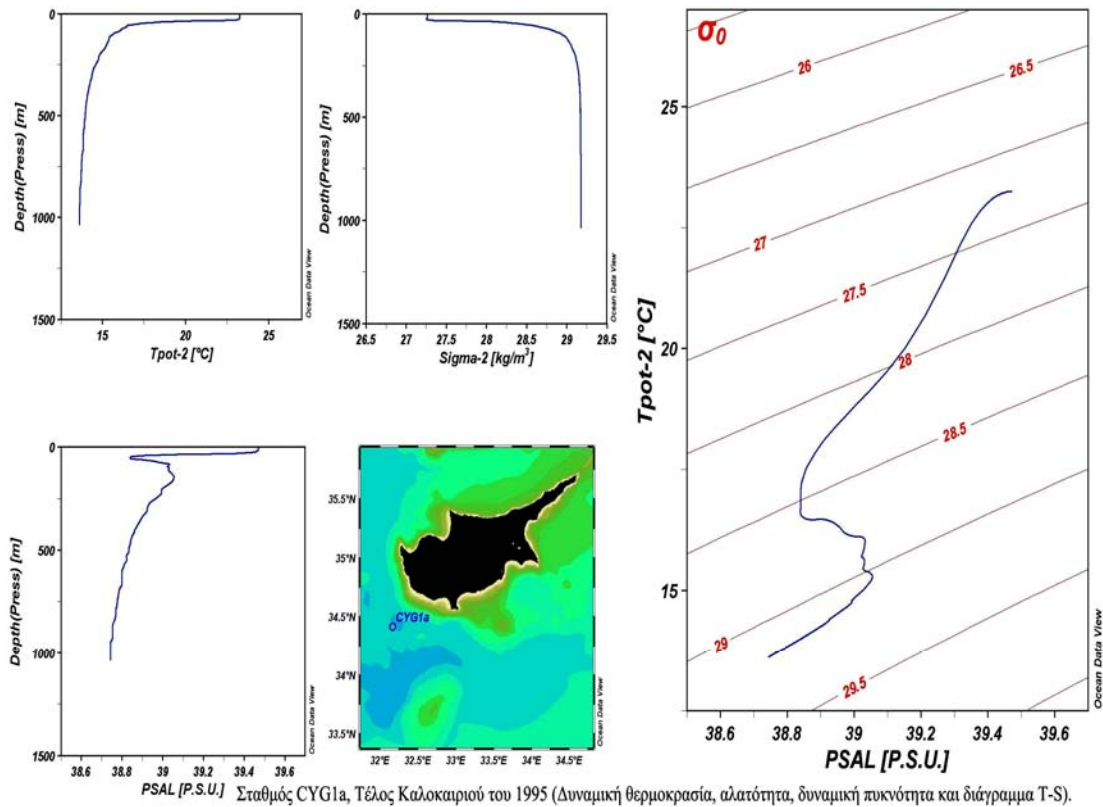 0
500
1000
1500
Depth(Press) [m]
15
20
25
Tpot-2 [°C]
Ocean Data View
0
500
1000
1500
Depth(Press) [m]
26.5
27
27.5
28
28.5
29
29.5
Sigma-2 [kg/m³]
Ocean Data View
σ0
26
26.5
27
27.5
28
28.5
29
29.5
25
20
15
Tpot-2 [°C]
38.6
38.8
39
39.2
39.4
39.6
PSAL [P.S.U.]
Ocean Data View
0
500
1000
1500
Depth(Press) [m]
38.6
38.8
39
39.2
39.4
39.6
PSAL [P.S.U.]
Ocean Data View
35.5°N
35°N
34.5°N
34°N
33.5°N
CYG1a
32°E
32.5°E
33°E
33.5°E
34°E
34.5°E
Ocean Data View
Σταθμός CYG1a, Τέλος Καλοκαιριού του 1995 (Δυναμική θερμοκρασία, αλατότητα, δυναμική πυκνότητα και διάγραμμα T-S).